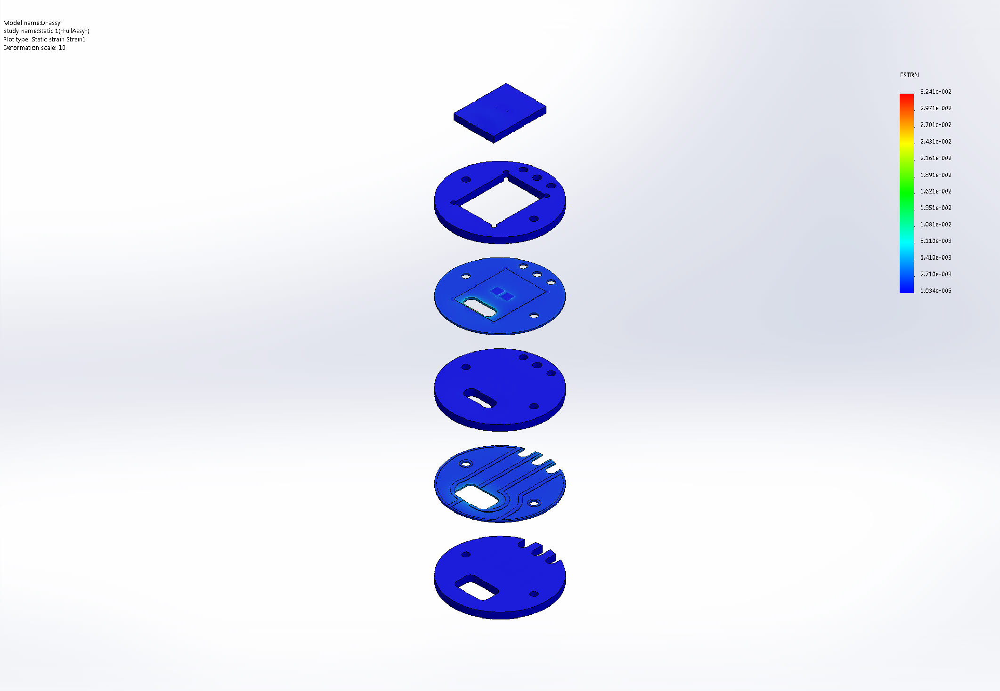 Model name:DFassy
Study name:Static 1(-FullAssy-)
Plot type: Static strain Strain1
Deformation scale: 10
ESTRN
3.241e-002
2.971e-002
2.701e-002
2.431e-002
2.161e-002
1.891e-002
1.621e-002
1.351e-002
1.081e-002
8.110e-003
5.410e-003
2.710e-003
1.034e-005